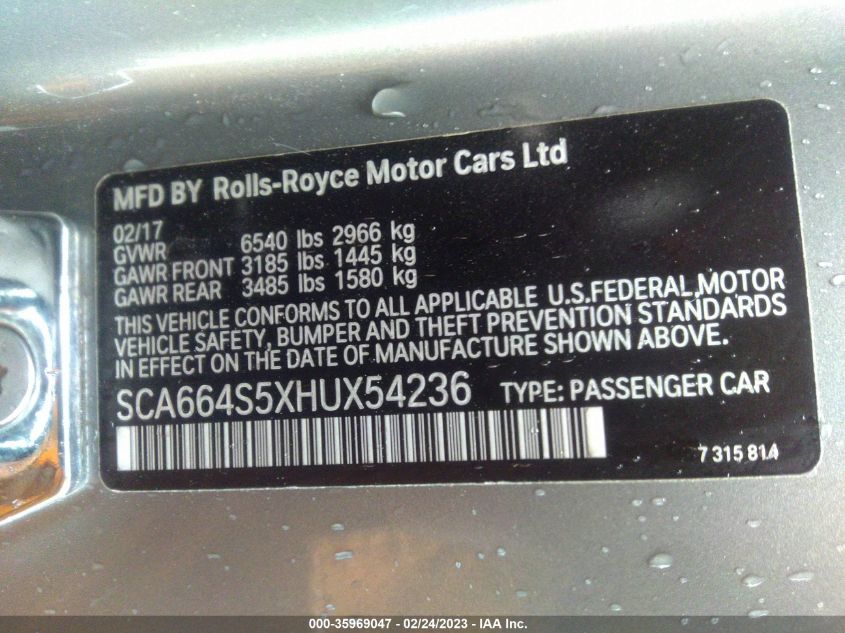 MFD BY Rolls-Royce Motor Cars Ltd
02/17
GVWR 6540 lbs 2966 kg
GAWR FRONT 3185 lbs 1445 kg
GAWR REAR 3485 lbs 1580 kg
THIS VEHICLE CONFORMS TO ALL APPLICABLE U.S.FEDERAL MOTOR
VEHICLE SAFETY, BUMPER AND THEFT PREVENTION STANDARDS
IN EFFECT ON THE DATE OF MANUFACTURE SHOWN ABOVE.
SCA664S5XHUX54236 TYPE: PASSENGER CAR
7 315 814
000-35969047 - 02/24/2023 - IAA Inc.